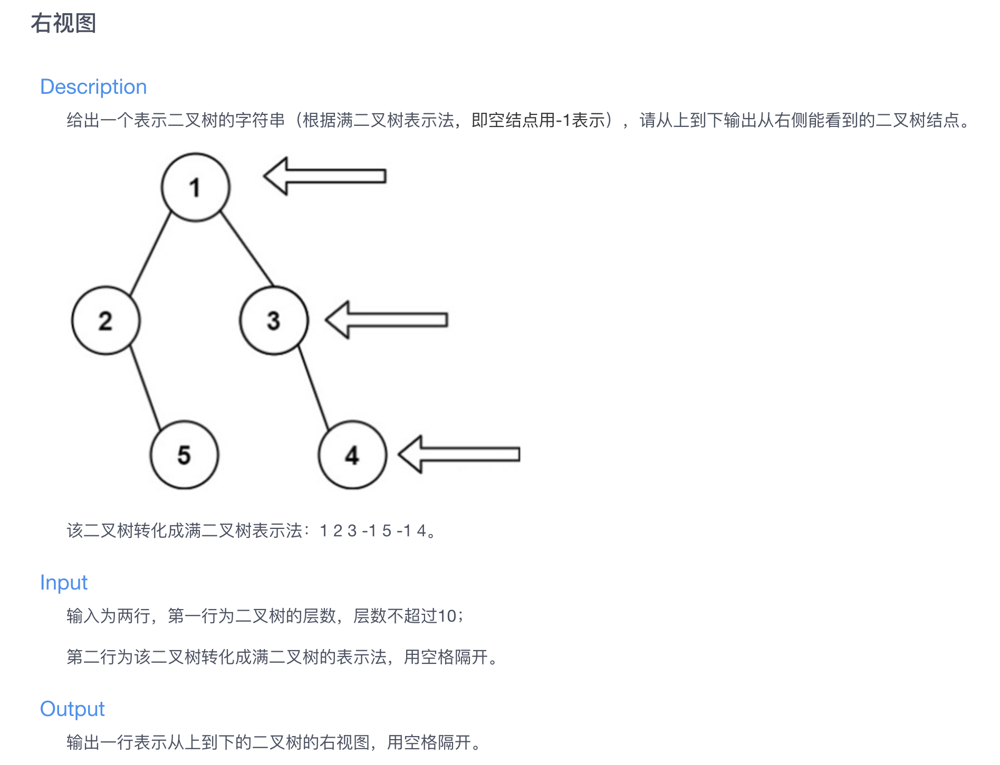 右视图
Description
给出一个表示二叉树的字符串（根据满二叉树表示法，即空结点用-1表示），请从上到下输出从右侧能看到的二叉树结点。
1
2
3
5
4
该二叉树转化成满二叉树表示法：1 2 3 -1 5 -1 4。
Input
输入为两行，第一行为二叉树的层数，层数不超过10；
第二行为该二叉树转化成满二叉树的表示法，用空格隔开。
Output
输出一行表示从上到下的二叉树的右视图，用空格隔开。